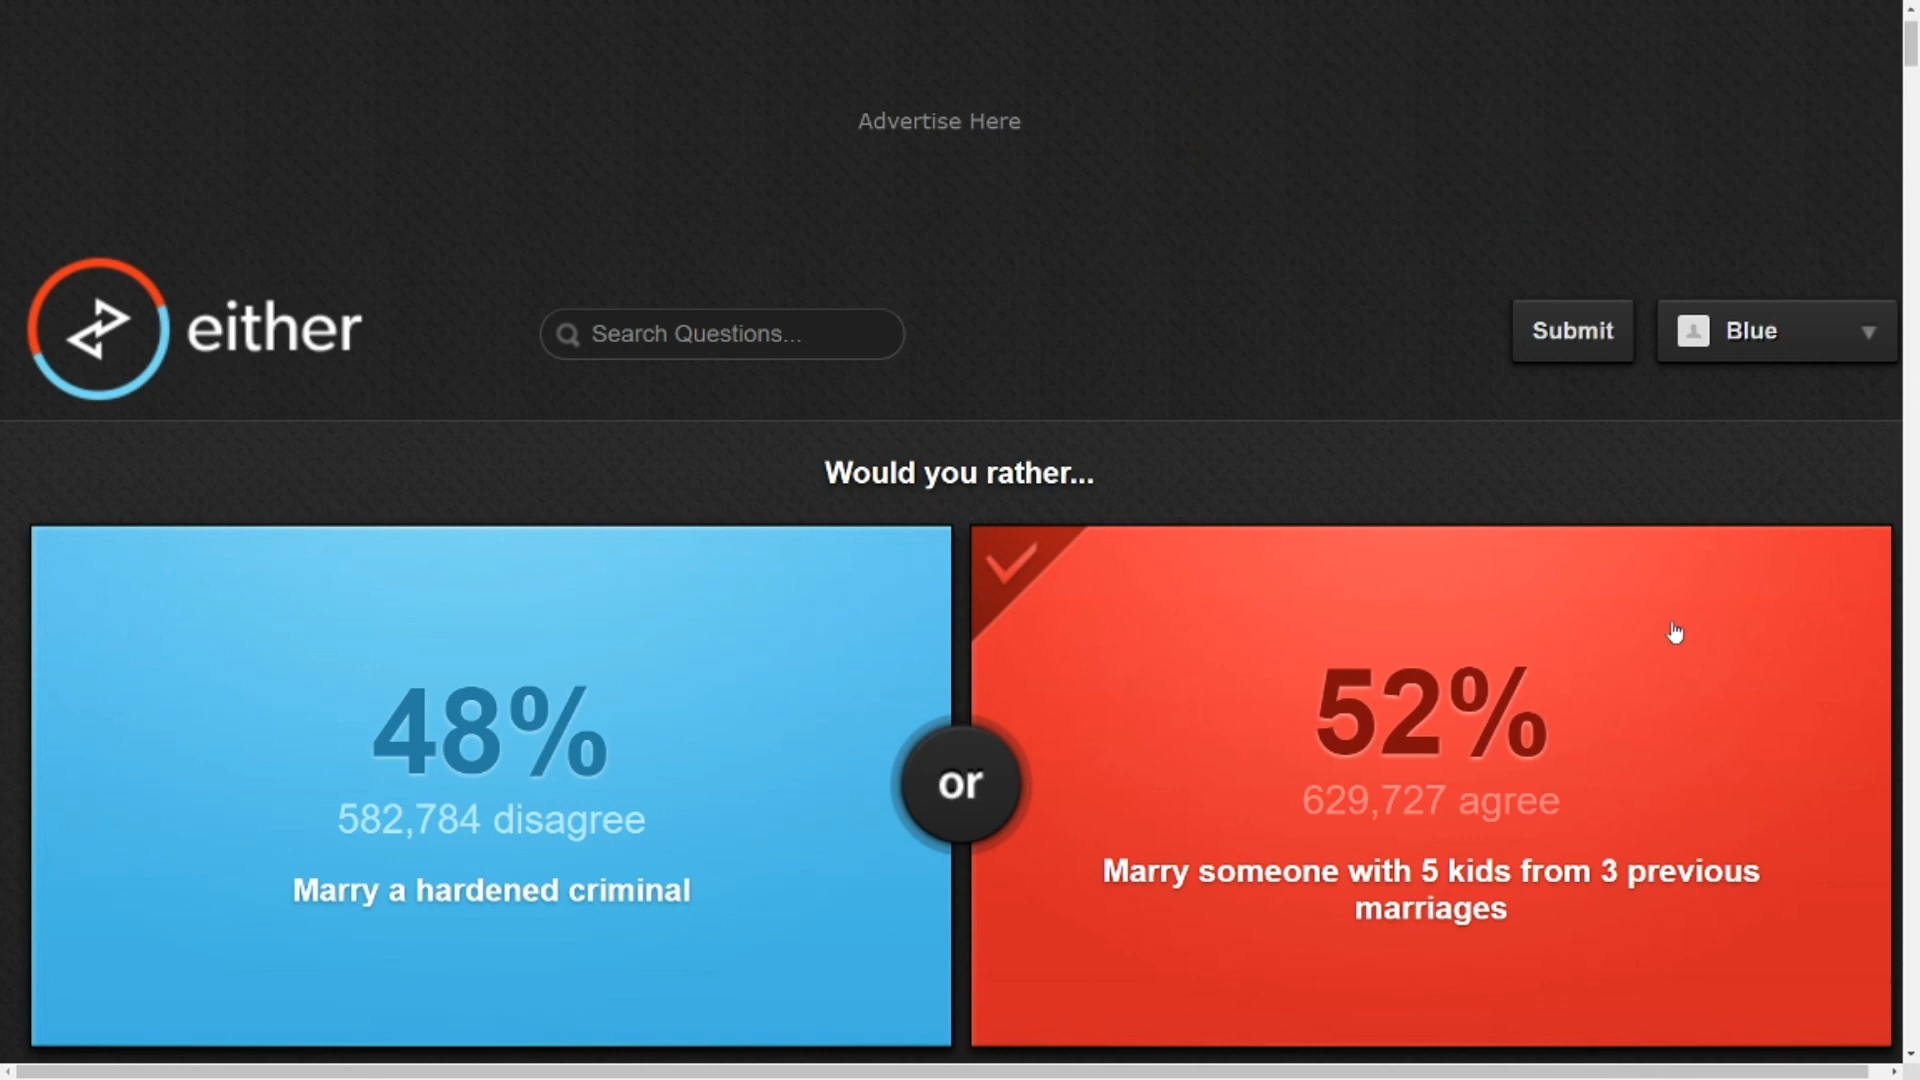 Advertise Here
either
Search Questions...
Submit
Blue
Would you rather...
48%
582,784 disagree
Marry a hardened criminal
or
52%
629,727 agree
Marry someone with 5 kids from 3 previous
marriages